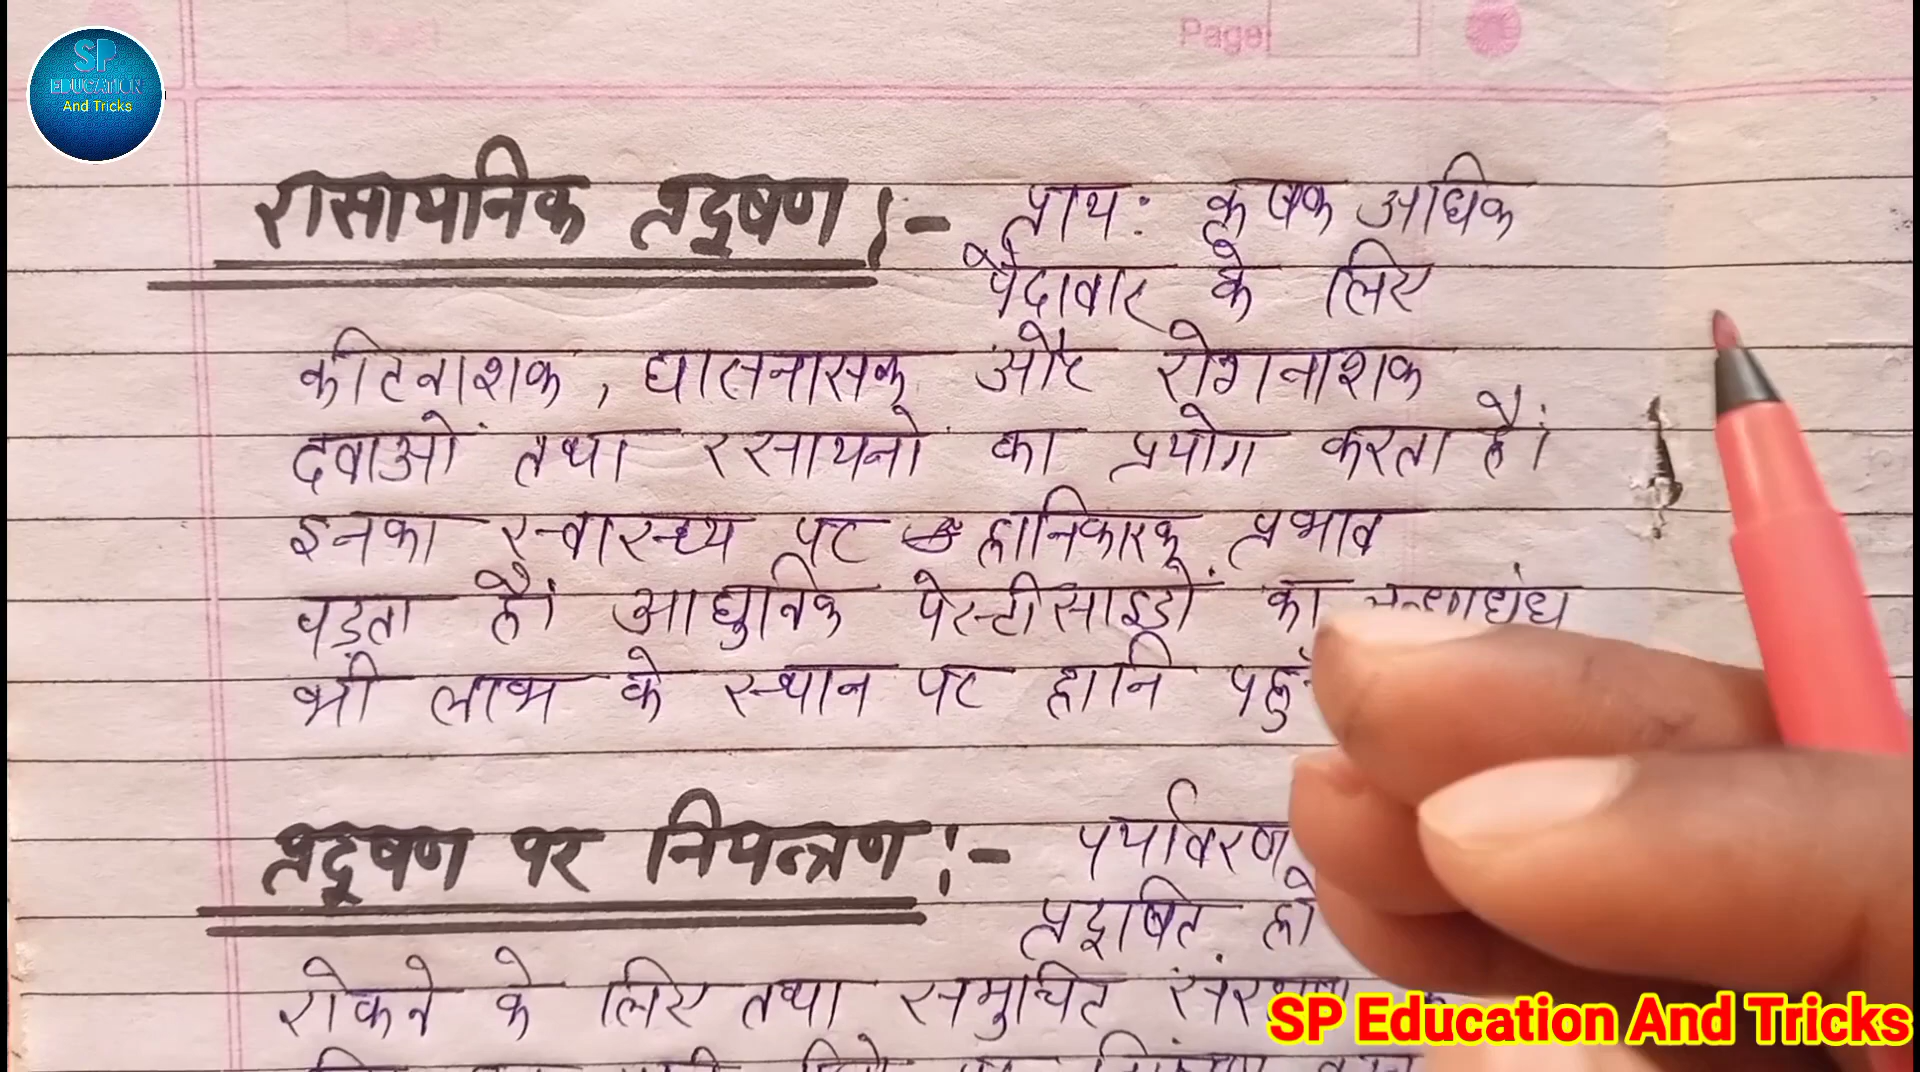 SP
EDUCATION
And Tricks
Page
रासायनिक प्रदूषण :- प्राय: कृषक अधिक
पैदावार के लिए
कीटनाशक, घासनासक और रोगनाशक
दवाओं तथा रसायनों का प्रयोग करता है।
इनका स्वास्थ्य पर हानिकारक प्रभाव
पड़ता है। आधुनिक पेस्टीसाइडों का
भी लाभ के स्थान पर हानि
प्रदूषण पर नियन्त्रण :- पर्यावरण
प्रदूषित हो
रोकने के लिए तथा समुचित
SP Education And Tricks